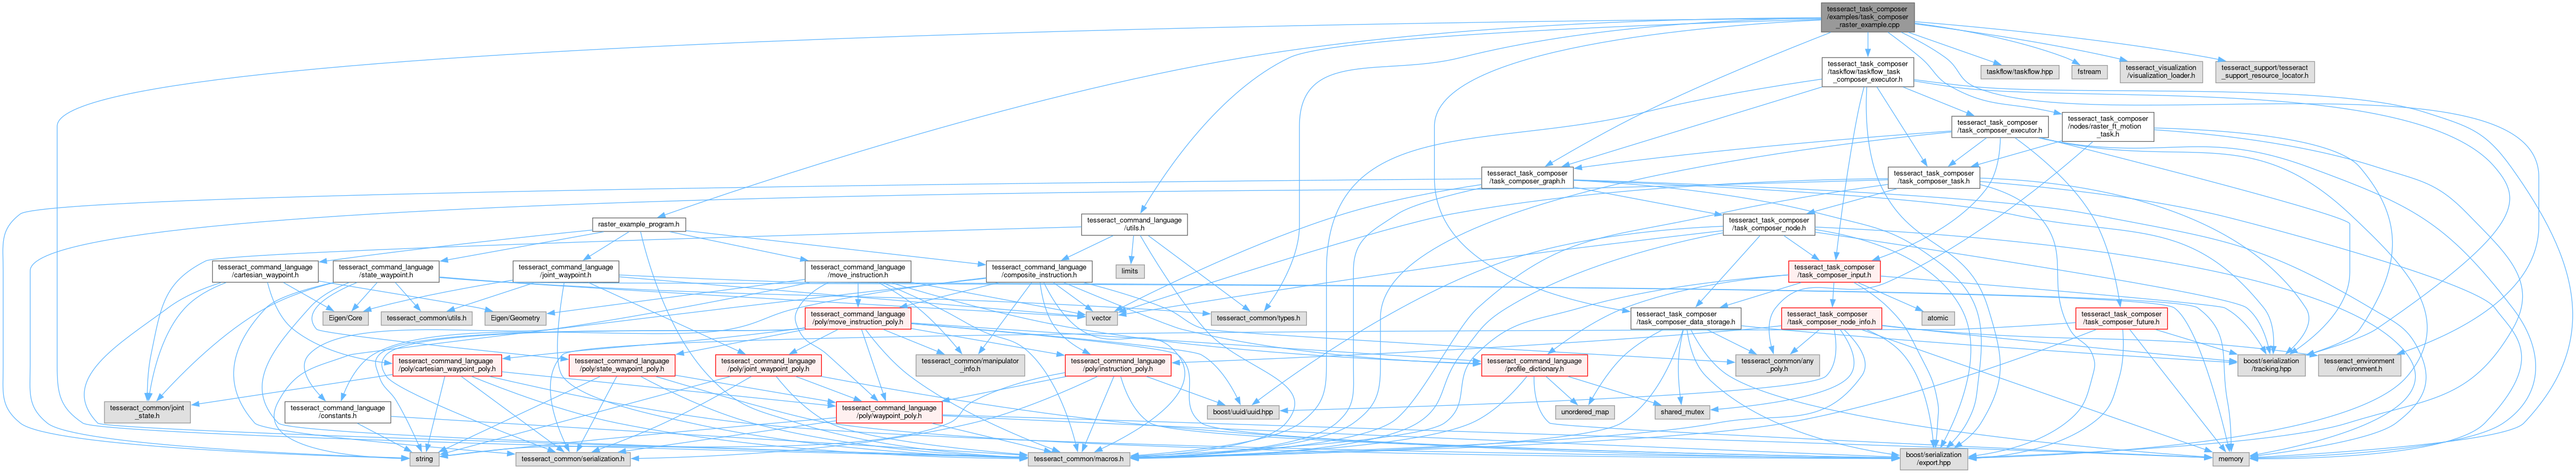 tesseract_task_composer
/examples/task_composer
_raster_example.cpp
tesseract_task_composer
/taskflow/taskflow_task
_composer_executor.h
taskflow/taskflow.hpp
fstream
tesseract_visualization
/visualization_loader.h
tesseract_support/tesseract
_support_resource_locator.h
tesseract_task_composer
/task_composer_executor.h
tesseract_task_composer
/nodes/raster_ft_motion
_task.h
tesseract_task_composer
/task_composer_graph.h
tesseract_task_composer
/task_composer_task.h
raster_example_program.h
tesseract_command_language
/utils.h
tesseract_task_composer
/task_composer_node.h
tesseract_command_language
/cartesian_waypoint.h
tesseract_command_language
/state_waypoint.h
tesseract_command_language
/joint_waypoint.h
tesseract_command_language
/move_instruction.h
tesseract_command_language
/composite_instruction.h
limits
tesseract_task_composer
/task_composer_input.h
Eigen/Core
tesseract_common/utils.h
Eigen/Geometry
tesseract_command_language
/poly/move_instruction_poly.h
vector
tesseract_common/types.h
tesseract_task_composer
/task_composer_data_storage.h
tesseract_task_composer
/task_composer_node_info.h
atomic
tesseract_task_composer
/task_composer_future.h
tesseract_command_language
/poly/cartesian_waypoint_poly.h
tesseract_command_language
/poly/state_waypoint_poly.h
tesseract_command_language
/poly/joint_waypoint_poly.h
tesseract_common/manipulator
_info.h
tesseract_command_language
/poly/instruction_poly.h
tesseract_command_language
/profile_dictionary.h
tesseract_common/any
_poly.h
boost/serialization
/tracking.hpp
tesseract_environment
/environment.h
tesseract_common/joint
_state.h
tesseract_command_language
/constants.h
tesseract_command_language
/poly/waypoint_poly.h
boost/uuid/uuid.hpp
unordered_map
shared_mutex
string
tesseract_common/serialization.h
tesseract_common/macros.h
boost/serialization
/export.hpp
memory